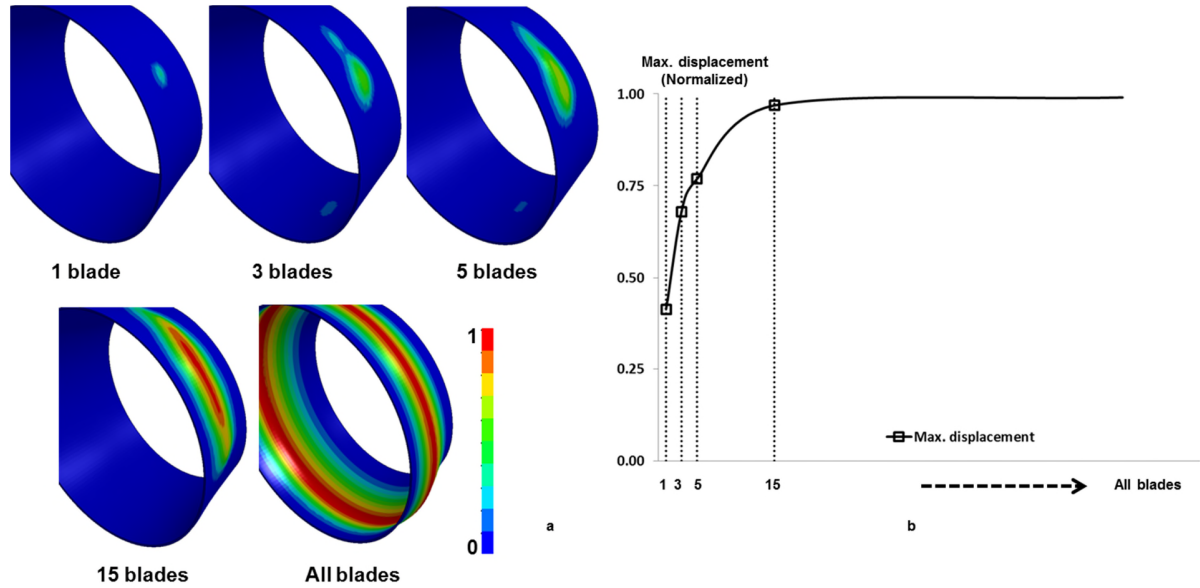 1 blade
3 blades
5 blades
15 blades
All blades
1
0
a
Max. displacement
(Normalized)
1.00
0.75
0.50
0.25
0.00
Max. displacement
1 3 5 15 All blades
b